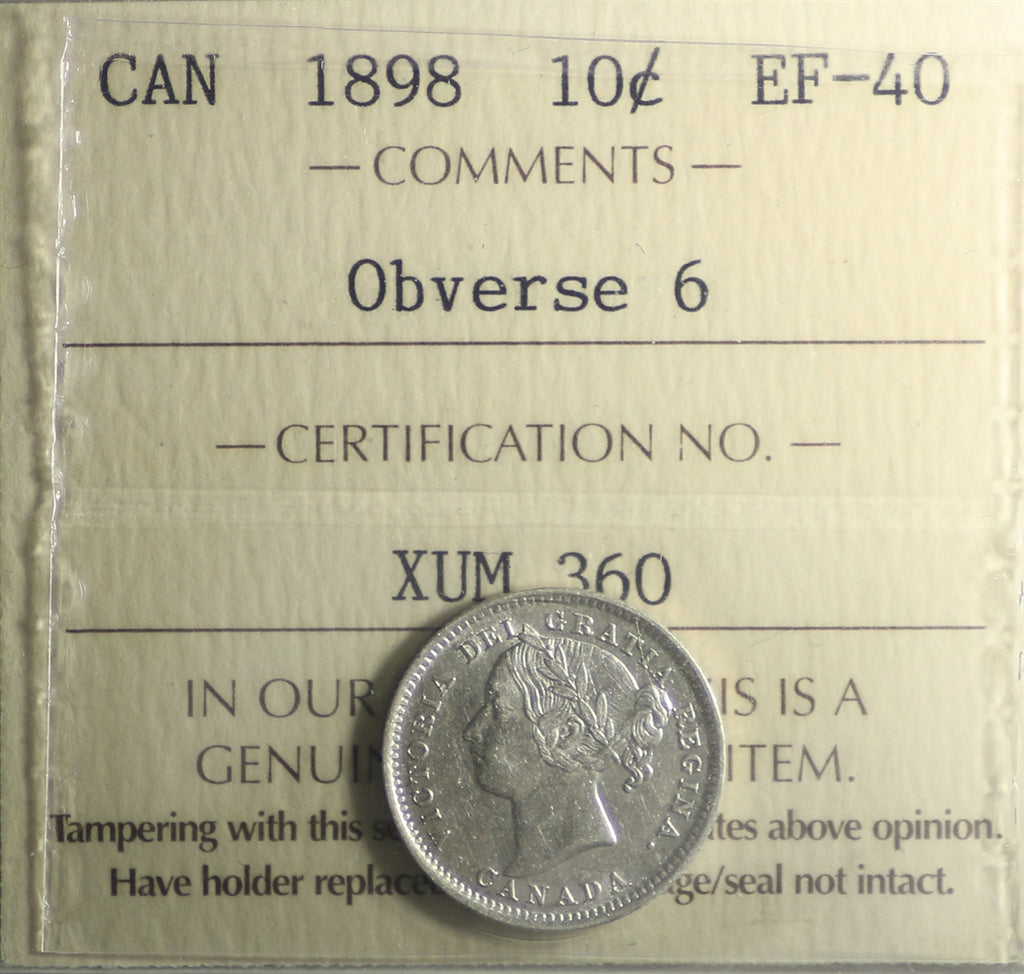 CAN 1898 10¢ EF-40
— COMMENTS —
Obverse 6
— CERTIFICATION NO. —
XUM 360
IN OUR IS IS A
GENUIN ITEM.
Tampering with this se tes above opinion.
Have holder replace ge/seal not intact.
VICTORIA DEI GRATIA REGINA.
CANADA